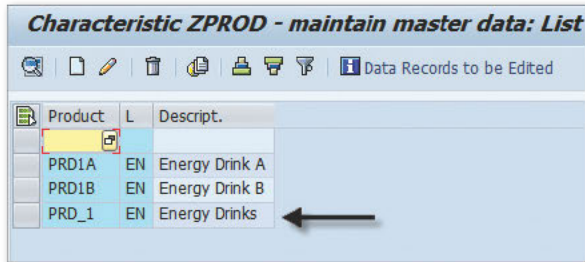 Characteristic ZPROD - maintain master data: List
Data Records to be Edited
Product L Descript.
PRD1A EN Energy Drink A
PRD1B EN Energy Drink B
PRD_1 EN Energy Drinks